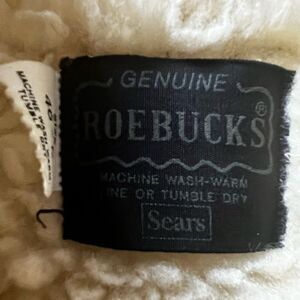 GENUINE
ROEBUCKS®
MACHINE WASH-WARM
INE OR TUMBLE DRY
Sears